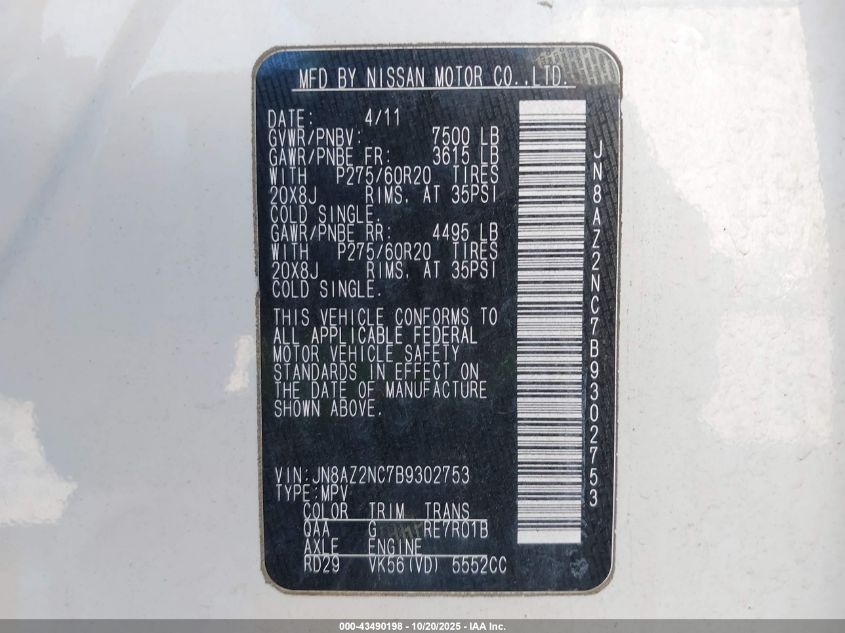 MFD BY NISSAN MOTOR CO.,LTD.
DATE: 4/11
GVWR/PNBV: 7500 LB
GAWR/PNBE FR: 3615 LB
WITH P275/60R20 TIRES
20X8J RIMS, AT 35PSI
COLD SINGLE.
GAWR/PNBE RR: 4495 LB
WITH P275/60R20 TIRES
20X8J RIMS, AT 35PSI
COLD SINGLE.
THIS VEHICLE CONFORMS TO
ALL APPLICABLE FEDERAL
MOTOR VEHICLE SAFETY
STANDARDS IN EFFECT ON
THE DATE OF MANUFACTURE
SHOWN ABOVE.
VIN:JN8AZ2NC7B9302753
TYPE:MPV
COLOR TRIM TRANS
QAA G RE7R01B
AXLE ENGINE
RD29 VK56(VD) 5552CC
JN8AZ2NC7B9302753
000-43490198 - 10/20/2025 - IAA Inc.